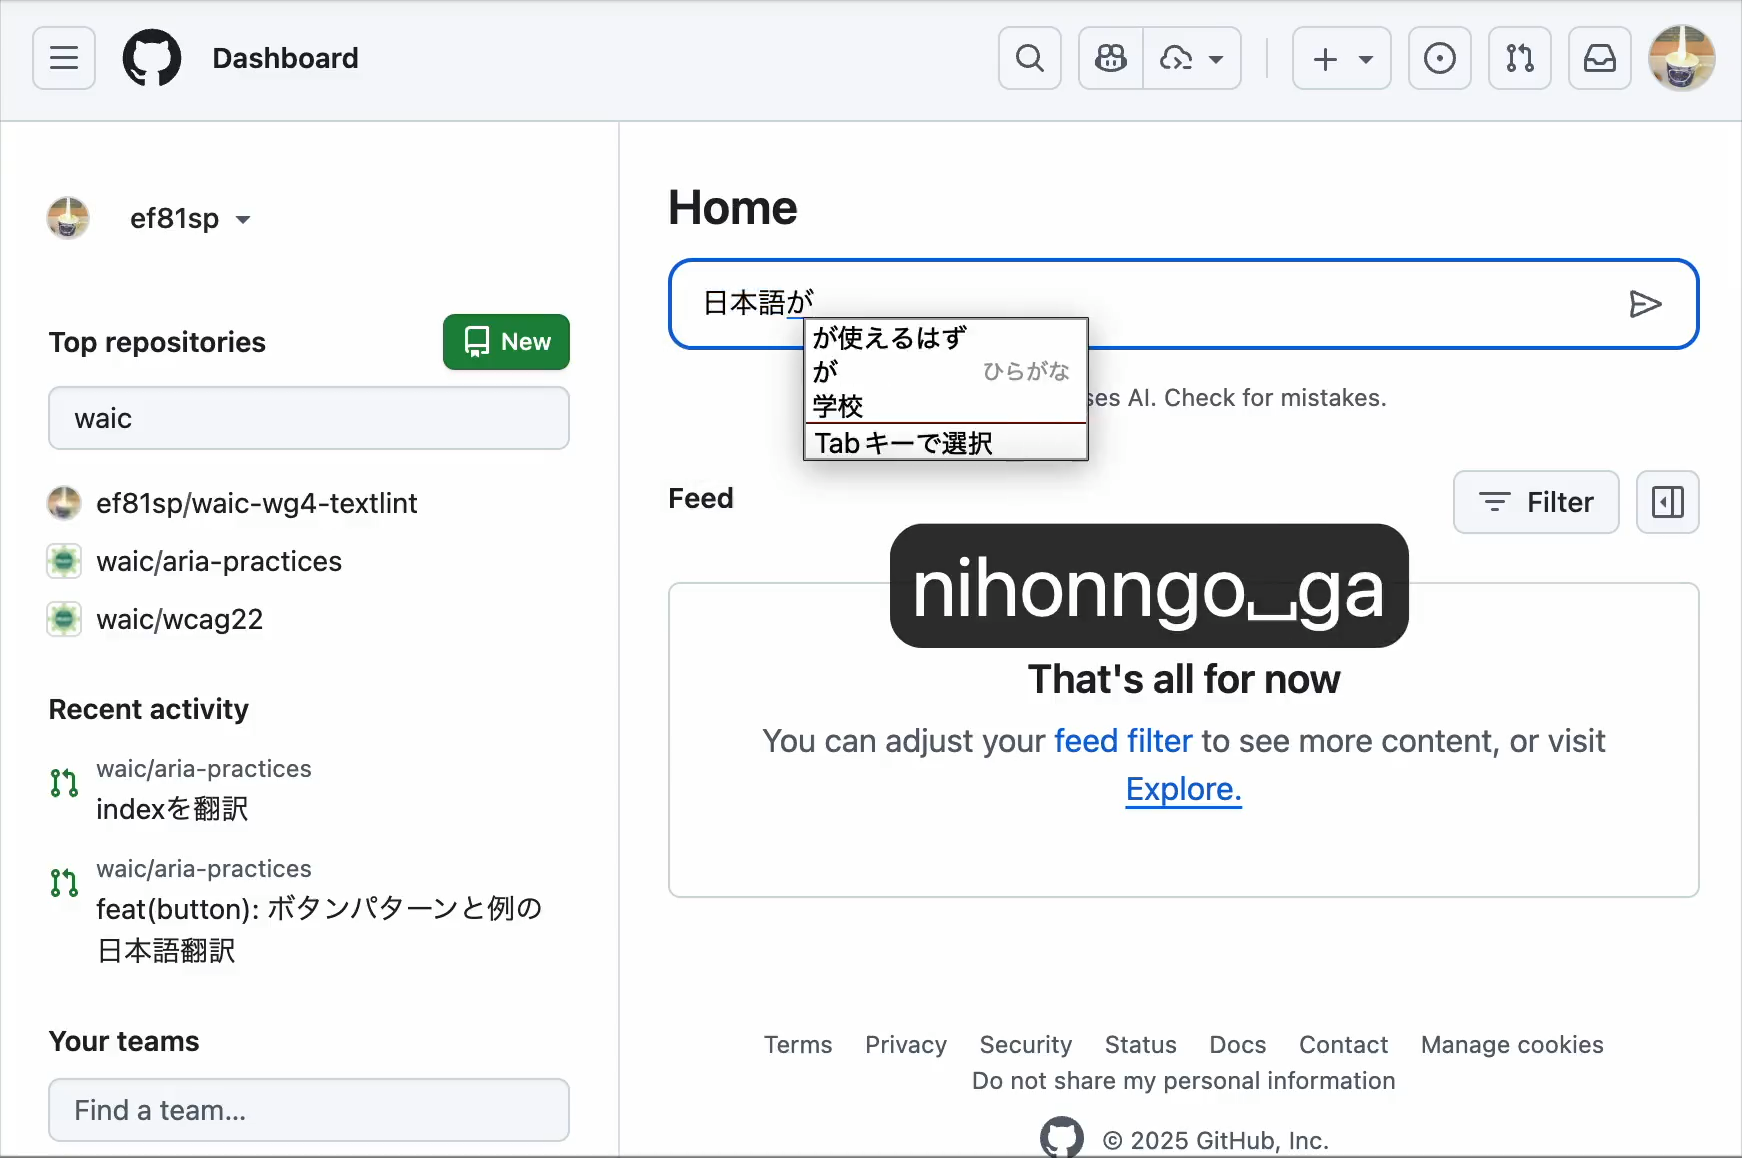 Dashboard
ef81sp
Top repositories
New
waic
ef81sp/waic-wg4-textlint
waic/aria-practices
waic/wcag22
Recent activity
waic/aria-practices
indexを翻訳
waic/aria-practices
feat(button): ボタンパターンと例の
日本語翻訳
Your teams
Find a team...
Home
日本語が
が使えるはず
が ひらがな
学校
Tabキーで選択
ses AI. Check for mistakes.
Feed
Filter
nihonngo␣ga
That's all for now
You can adjust your feed filter to see more content, or visit
Explore.
Terms Privacy Security Status Docs Contact Manage cookies
Do not share my personal information
© 2025 GitHub, Inc.